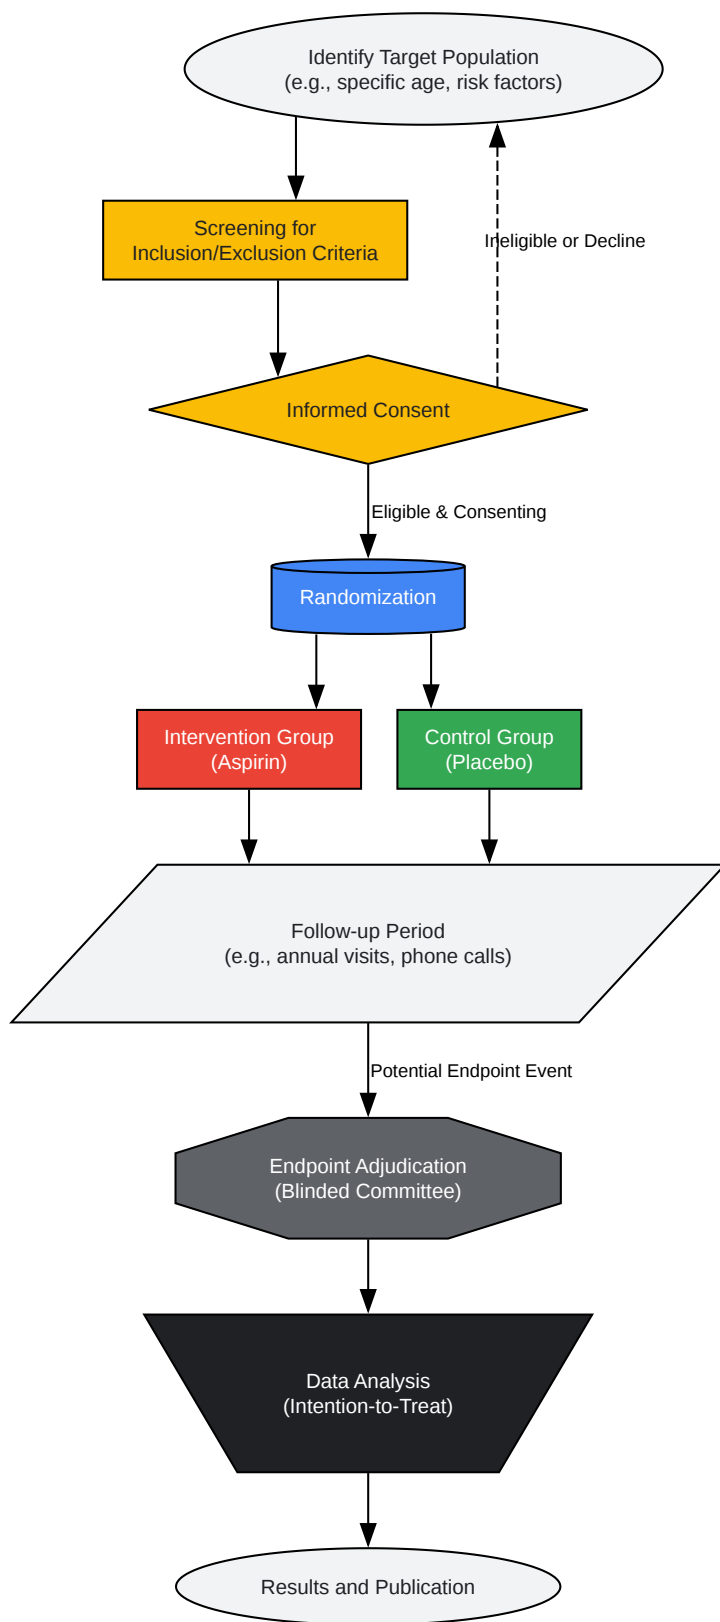 Identify Target Population
(e.g., specific age, risk factors)
Screening for
Inclusion/Exclusion Criteria
Ineligible or Decline
Informed Consent
Eligible & Consenting
Randomization
Intervention Group
(Aspirin)
Control Group
(Placebo)
Follow-up Period
(e.g., annual visits, phone calls)
Potential Endpoint Event
Endpoint Adjudication
(Blinded Committee)
Data Analysis
(Intention-to-Treat)
Results and Publication